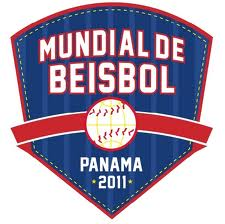 MUNDIAL DE
BEISBOL
PANAMA
2011